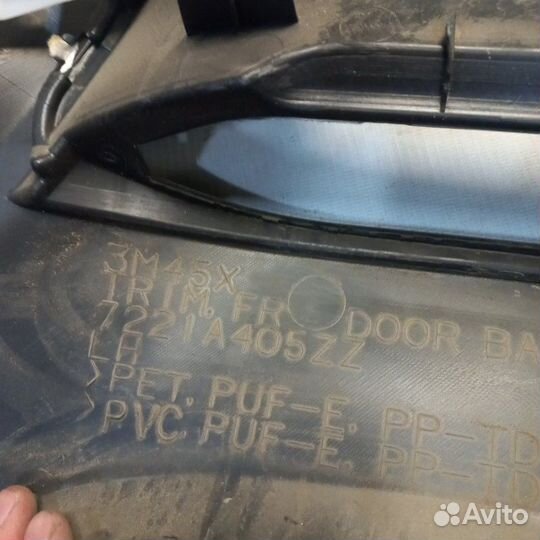 3M45X
TRIM, FR DOOR BA
7221A405ZZ
LH
>PET. PUF-E. PP-TD
>PVC. PUF-E. PP-TD
Avito